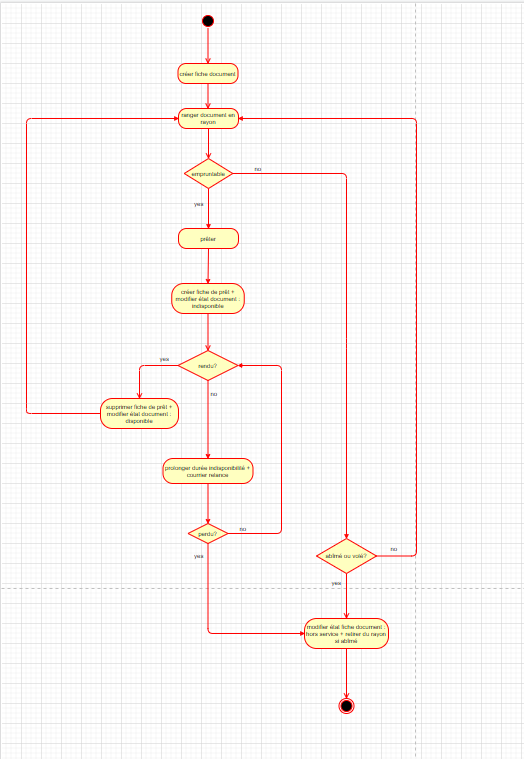 créer fiche document
ranger document en
rayon
empruntable
no
yes
prêter
créer fiche de prêt +
modifier état document :
indisponible
yes
rendu?
no
supprimer fiche de prêt +
modifier état document :
disponible
prolonger durée indisponibilité +
courrier relance
perdu?
no
yes
abîmé ou volé?
no
yes
modifier état fiche document :
hors service + retirer du rayon
si abîmé